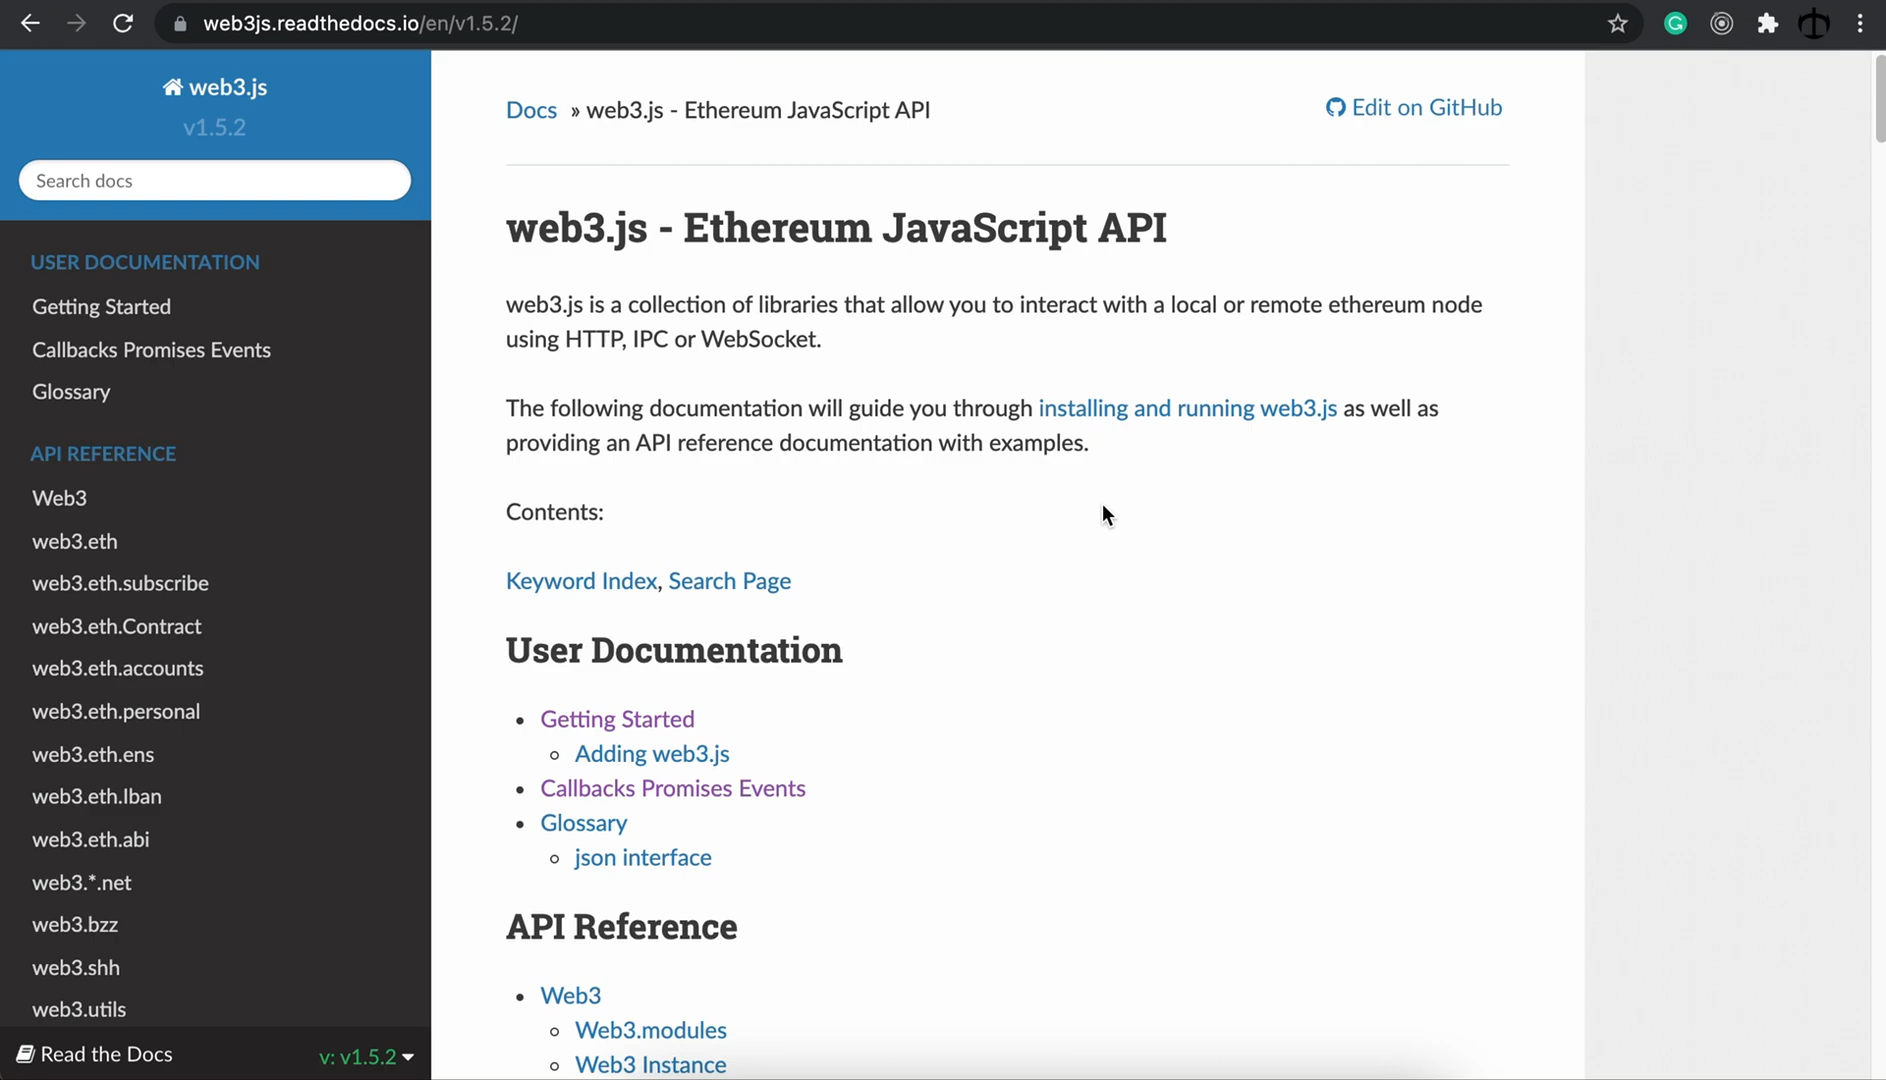 web3js.readthedocs.io/en/v1.5.2/
web3.js
v1.5.2
Search docs
USER DOCUMENTATION
Getting Started
Callbacks Promises Events
Glossary
API REFERENCE
Web3
web3.eth
web3.eth.subscribe
web3.eth.Contract
web3.eth.accounts
web3.eth.personal
web3.eth.ens
web3.eth.Iban
web3.eth.abi
web3.*.net
web3.bzz
web3.shh
web3.utils
Read the Docs v: v1.5.2
Docs » web3.js - Ethereum JavaScript API
Edit on GitHub
web3.js - Ethereum JavaScript API
web3.js is a collection of libraries that allow you to interact with a local or remote ethereum node
using HTTP, IPC or WebSocket.
The following documentation will guide you through installing and running web3.js as well as
providing an API reference documentation with examples.
Contents:
Keyword Index, Search Page
User Documentation
• Getting Started
◦ Adding web3.js
• Callbacks Promises Events
• Glossary
◦ json interface
API Reference
• Web3
◦ Web3.modules
◦ Web3 Instance